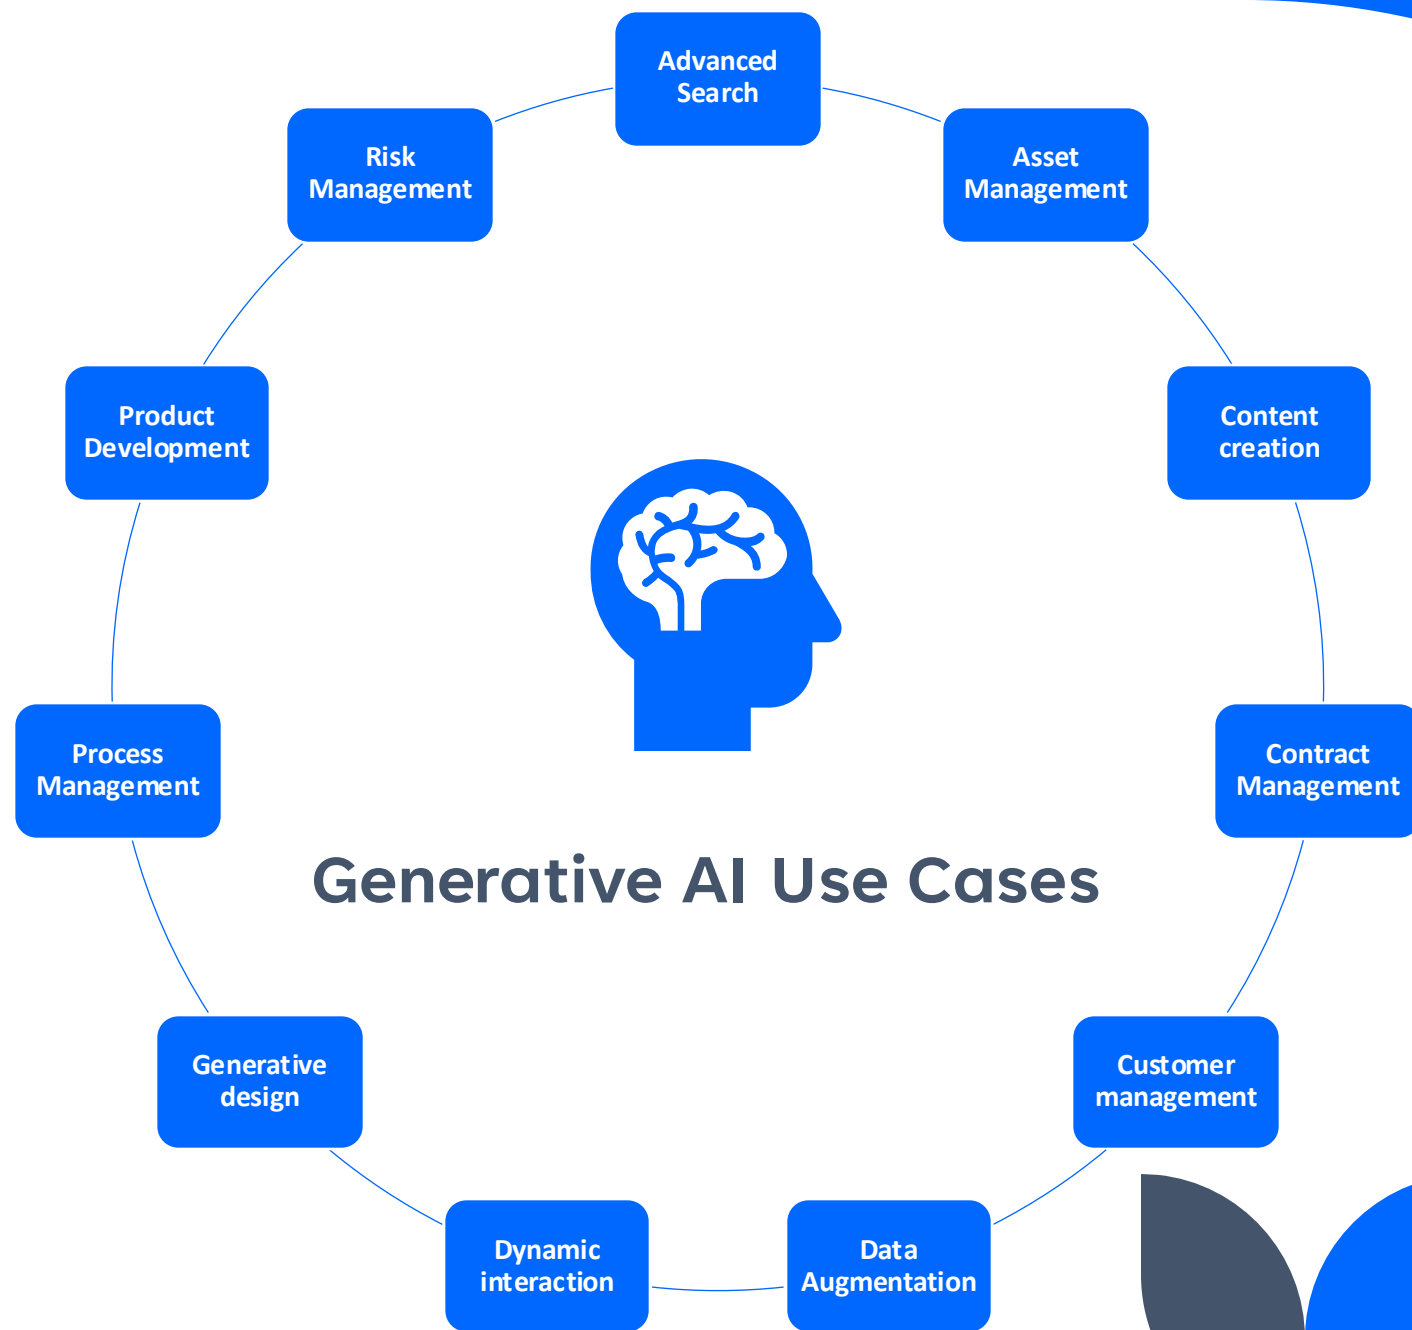 Advanced
Search
Asset
Management
Content
creation
Contract
Management
Customer
management
Data
Augmentation
Dynamic
interaction
Generative
design
Process
Management
Product
Development
Risk
Management
Generative AI Use Cases